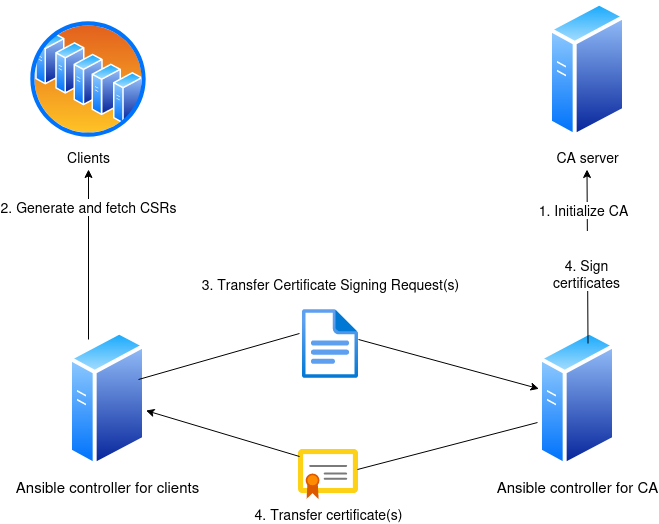 Clients
CA server
2. Generate and fetch CSRs
1. Initialize CA
4. Sign
certificates
3. Transfer Certificate Signing Request(s)
Ansible controller for clients
Ansible controller for CA
4. Transfer certificate(s)